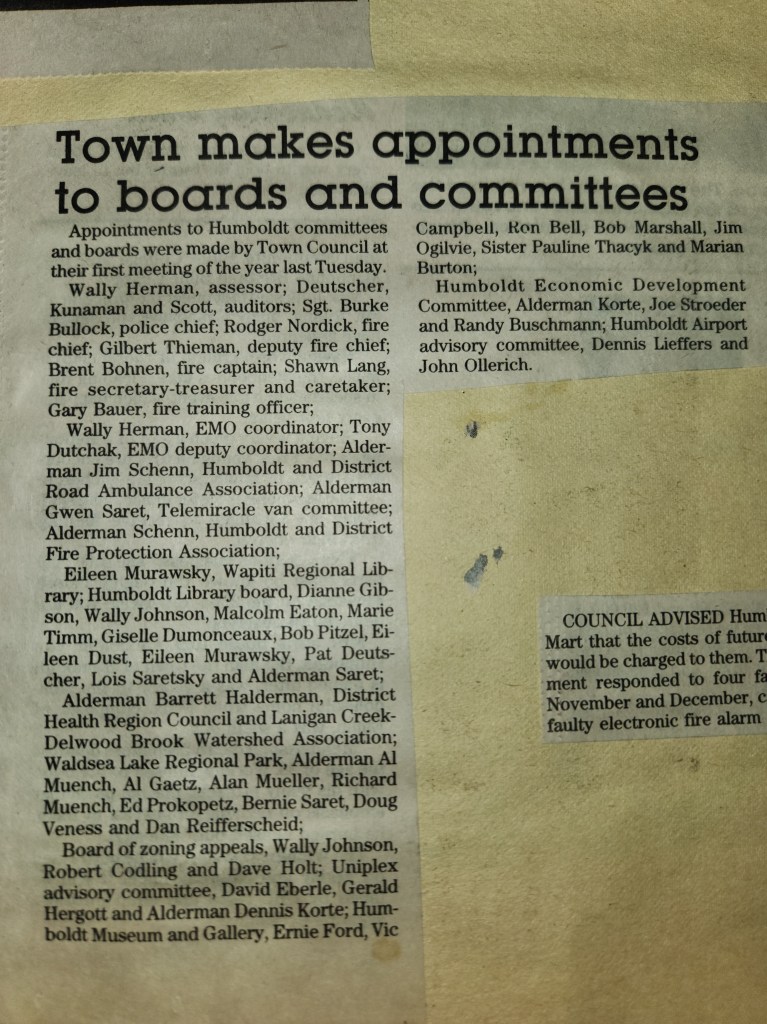 Town makes appointments
to boards and committees
Appointments to Humboldt committees
and boards were made by Town Council at
their first meeting of the year last Tuesday.
Wally Herman, assessor; Deutscher,
Kunaman and Scott, auditors; Sgt. Burke
Bullock, police chief; Rodger Nordick, fire
chief; Gilbert Thieman, deputy fire chief;
Brent Bohnen, fire captain; Shawn Lang,
fire secretary-treasurer and caretaker;
Gary Bauer, fire training officer;
Wally Herman, EMO coordinator; Tony
Dutchak, EMO deputy coordinator; Alder-
man Jim Schenn, Humboldt and District
Road Ambulance Association; Alderman
Gwen Saret, Telemiracle van committee;
Alderman Schenn, Humboldt and District
Fire Protection Association;
Eileen Murawsky, Wapiti Regional Lib-
rary; Humboldt Library board, Dianne Gib-
son, Wally Johnson, Malcolm Eaton, Marie
Timm, Giselle Dumonceaux, Bob Pitzel, Ei-
leen Dust, Eileen Murawsky, Pat Deuts-
cher, Lois Saretsky and Alderman Saret;
Alderman Barrett Halderman, District
Health Region Council and Lanigan Creek-
Delwood Brook Watershed Association;
Waldsea Lake Regional Park, Alderman Al
Muench, Al Gaetz, Alan Mueller, Richard
Muench, Ed Prokopetz, Bernie Saret, Doug
Veness and Dan Reifferscheid;
Board of zoning appeals, Wally Johnson,
Robert Codling and Dave Holt; Uniplex
advisory committee, David Eberle, Gerald
Hergott and Alderman Dennis Korte; Hum-
boldt Museum and Gallery, Ernie Ford, Vic
Campbell, Ron Bell, Bob Marshall, Jim
Ogilvie, Sister Pauline Thacyk and Marian
Burton;
Humboldt Economic Development
Committee, Alderman Korte, Joe Stroeder
and Randy Buschmann; Humboldt Airport
advisory committee, Dennis Lieffers and
John Ollerich.
COUNCIL ADVISED Hum
Mart that the costs of future
would be charged to them. T
ment responded to four fa
November and December, c
faulty electronic fire alarm